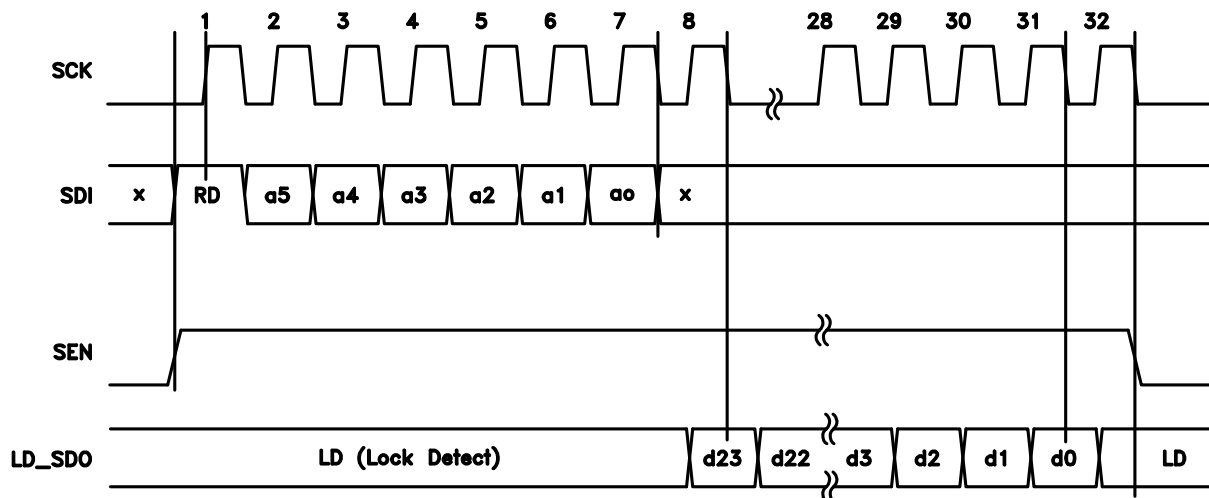 1 2 3 4 5 6 7 8 28 29 30 31 32
SCK
SDI x RD a5 a4 a3 a2 a1 ao x
SEN
LD_SDO LD (Lock Detect) d23 d22 d3 d2 d1 d0 LD